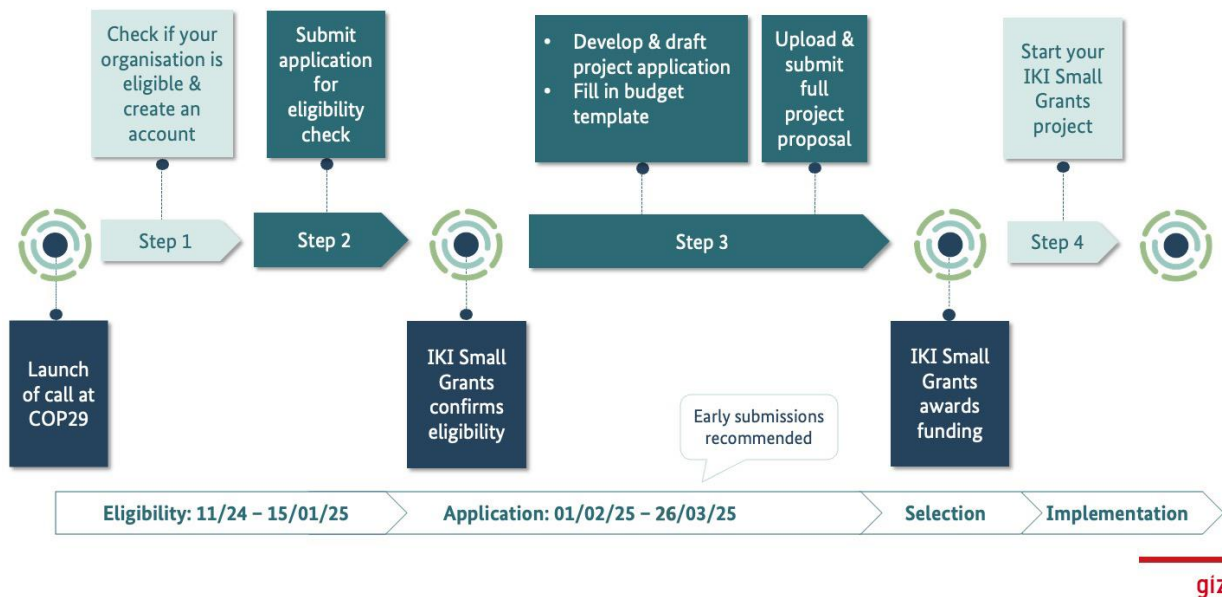 Check if your
organisation is
eligible &
create an
account
Submit
application
for
eligibility
check
• Develop & draft
project application
• Fill in budget
template
Upload &
submit
full
project
proposal
Start your
IKI Small
Grants
project
Step 1
Step 2
Step 3
Step 4
Launch
of call at
COP29
IKI Small
Grants
confirms
eligibility
Early submissions
recommended
IKI Small
Grants
awards
funding
Eligibility: 11/24 – 15/01/25
Application: 01/02/25 – 26/03/25
Selection
Implementation
giz